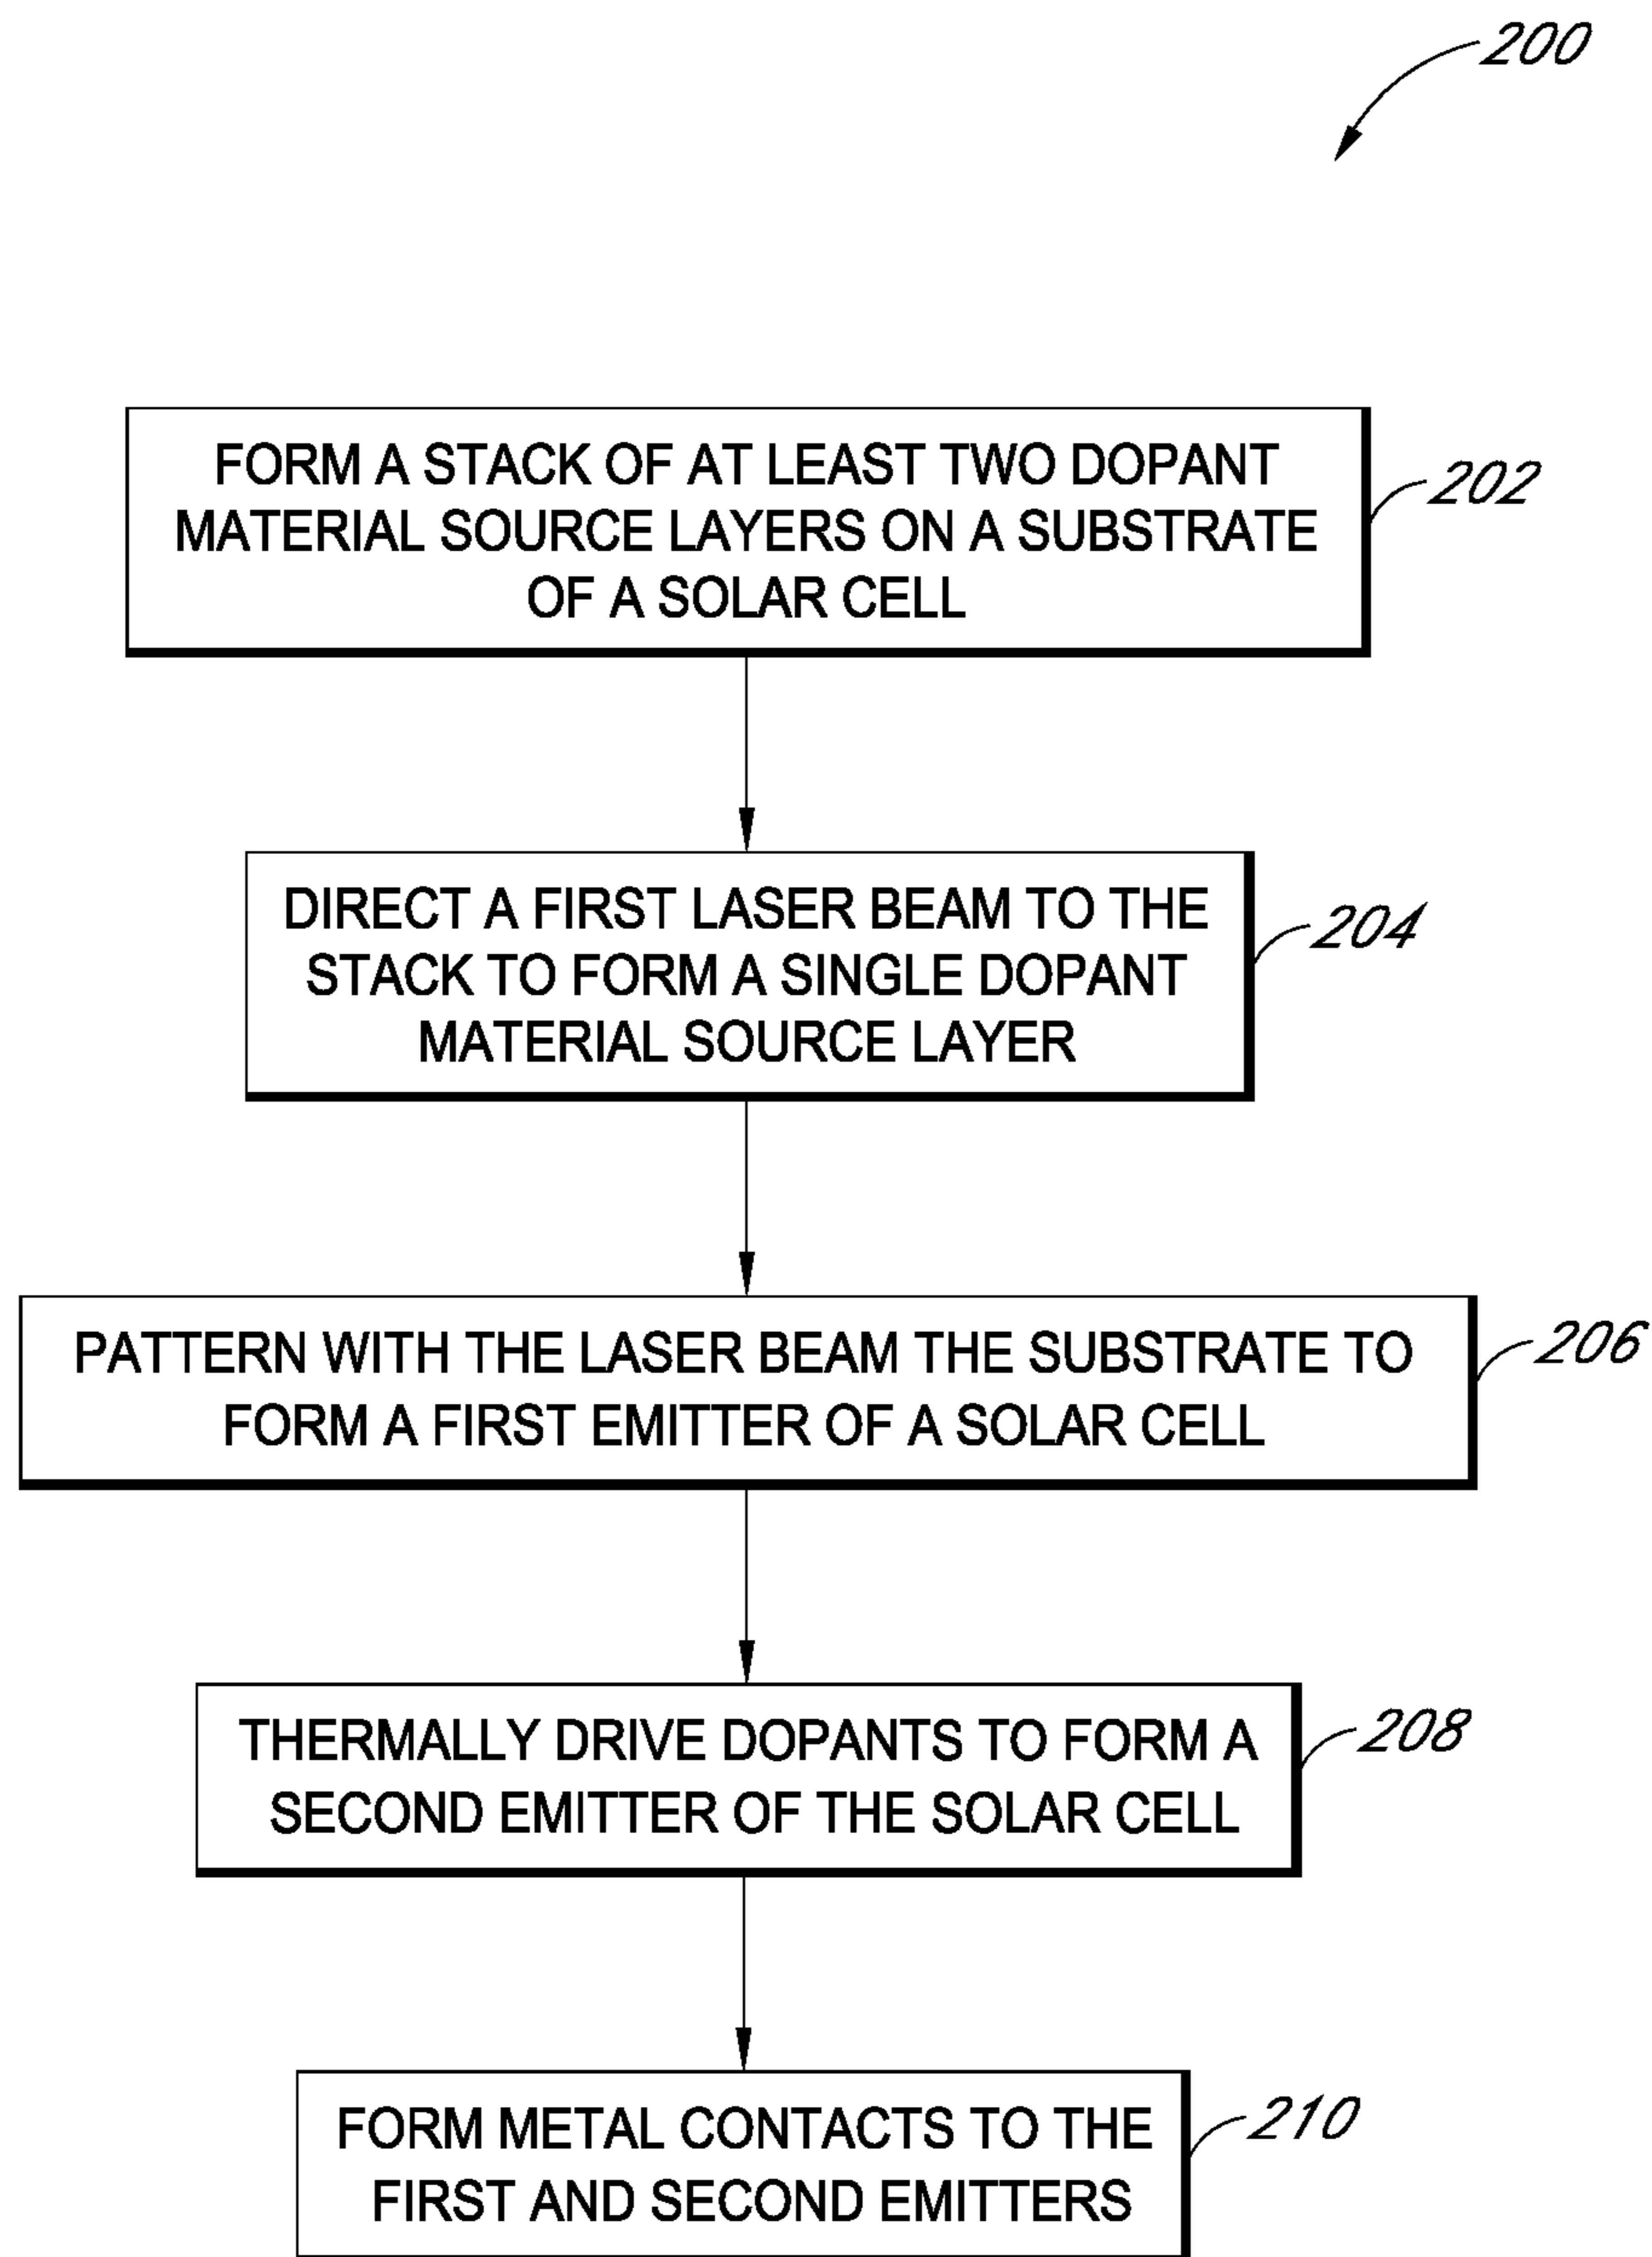 200
FORM A STACK OF AT LEAST TWO DOPANT
MATERIAL SOURCE LAYERS ON A SUBSTRATE
OF A SOLAR CELL
202
DIRECT A FIRST LASER BEAM TO THE
STACK TO FORM A SINGLE DOPANT
MATERIAL SOURCE LAYER
204
PATTERN WITH THE LASER BEAM THE SUBSTRATE TO
FORM A FIRST EMITTER OF A SOLAR CELL
206
THERMALLY DRIVE DOPANTS TO FORM A
SECOND EMITTER OF THE SOLAR CELL
208
FORM METAL CONTACTS TO THE
FIRST AND SECOND EMITTERS
210